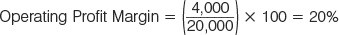 Operating Profit Margin = (4,000/20,000) × 100 = 20%